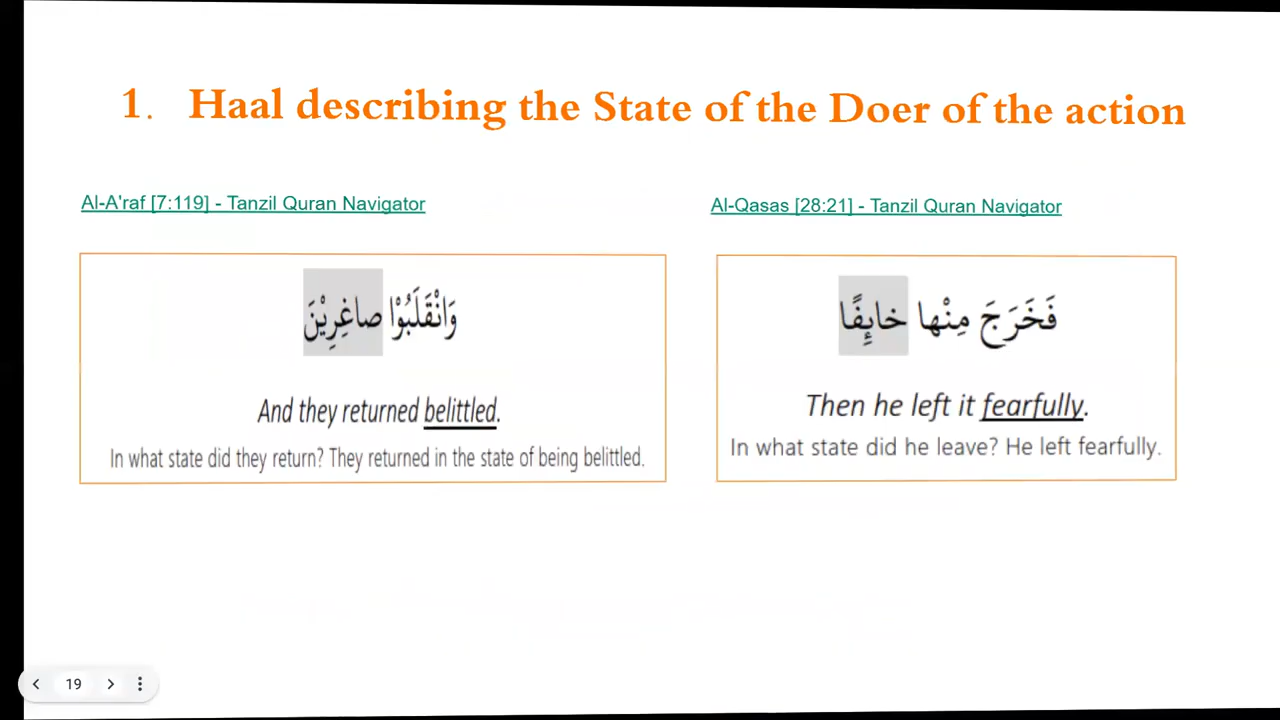 1. Haal describing the State of the Doer of the action
Al-A'raf [7:119] - Tanzil Quran Navigator
وَانْقَلَبُوْا صاغِرِيْنَ
And they returned belittled.
In what state did they return? They returned in the state of being belittled.
Al-Qasas [28:21] - Tanzil Quran Navigator
فَخَرَجَ مِنْها خائِفًا
Then he left it fearfully.
In what state did he leave? He left fearfully.
19